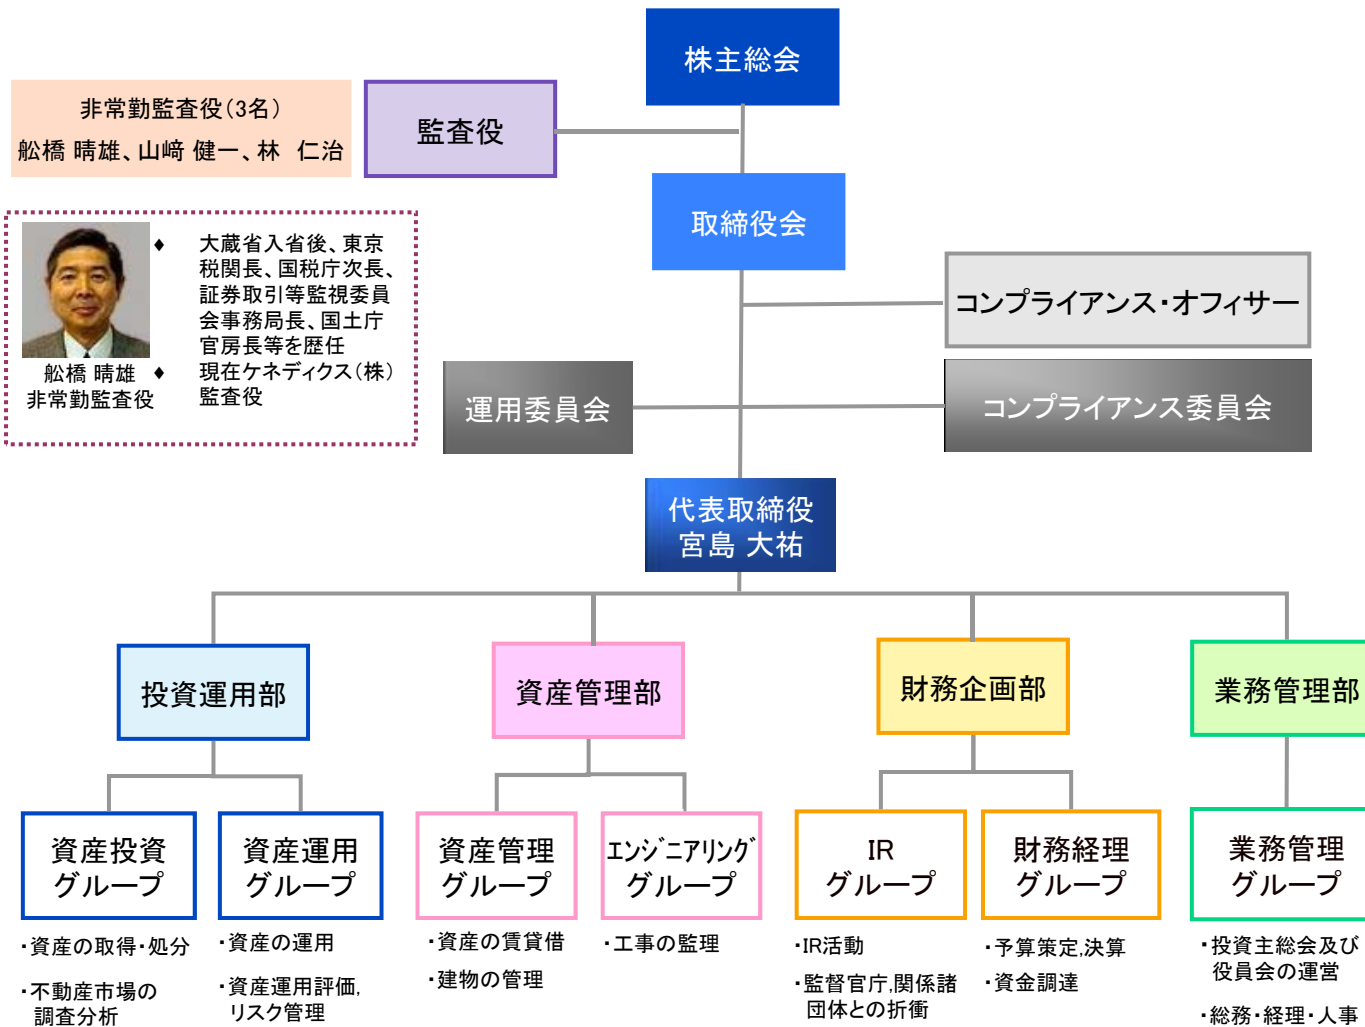 株主総会
非常勤監査役(3名)
舩橋 晴雄、山﨑 健一、林 仁治
監査役
取締役会
♦ 大蔵省入省後、東京
税関長、国税庁次長、
証券取引等監視委員
会事務局長、国土庁
官房長等を歴任
♦ 現在ケネディクス(株)
監査役
舩橋 晴雄
非常勤監査役
コンプライアンス・オフィサー
運用委員会
コンプライアンス委員会
代表取締役
宮島 大祐
投資運用部
資産管理部
財務企画部
業務管理部
資産投資
グループ
資産運用
グループ
資産管理
グループ
エンジニアリング
グループ
IR
グループ
財務経理
グループ
業務管理
グループ
・資産の取得・処分
・不動産市場の
調査分析
・資産の運用
・資産運用評価,
リスク管理
・資産の賃貸借
・建物の管理
・工事の監理
・IR活動
・監督官庁,関係諸
団体との折衝
・予算策定,決算
・資金調達
・投資主総会及び
役員会の運営
・総務・経理・人事